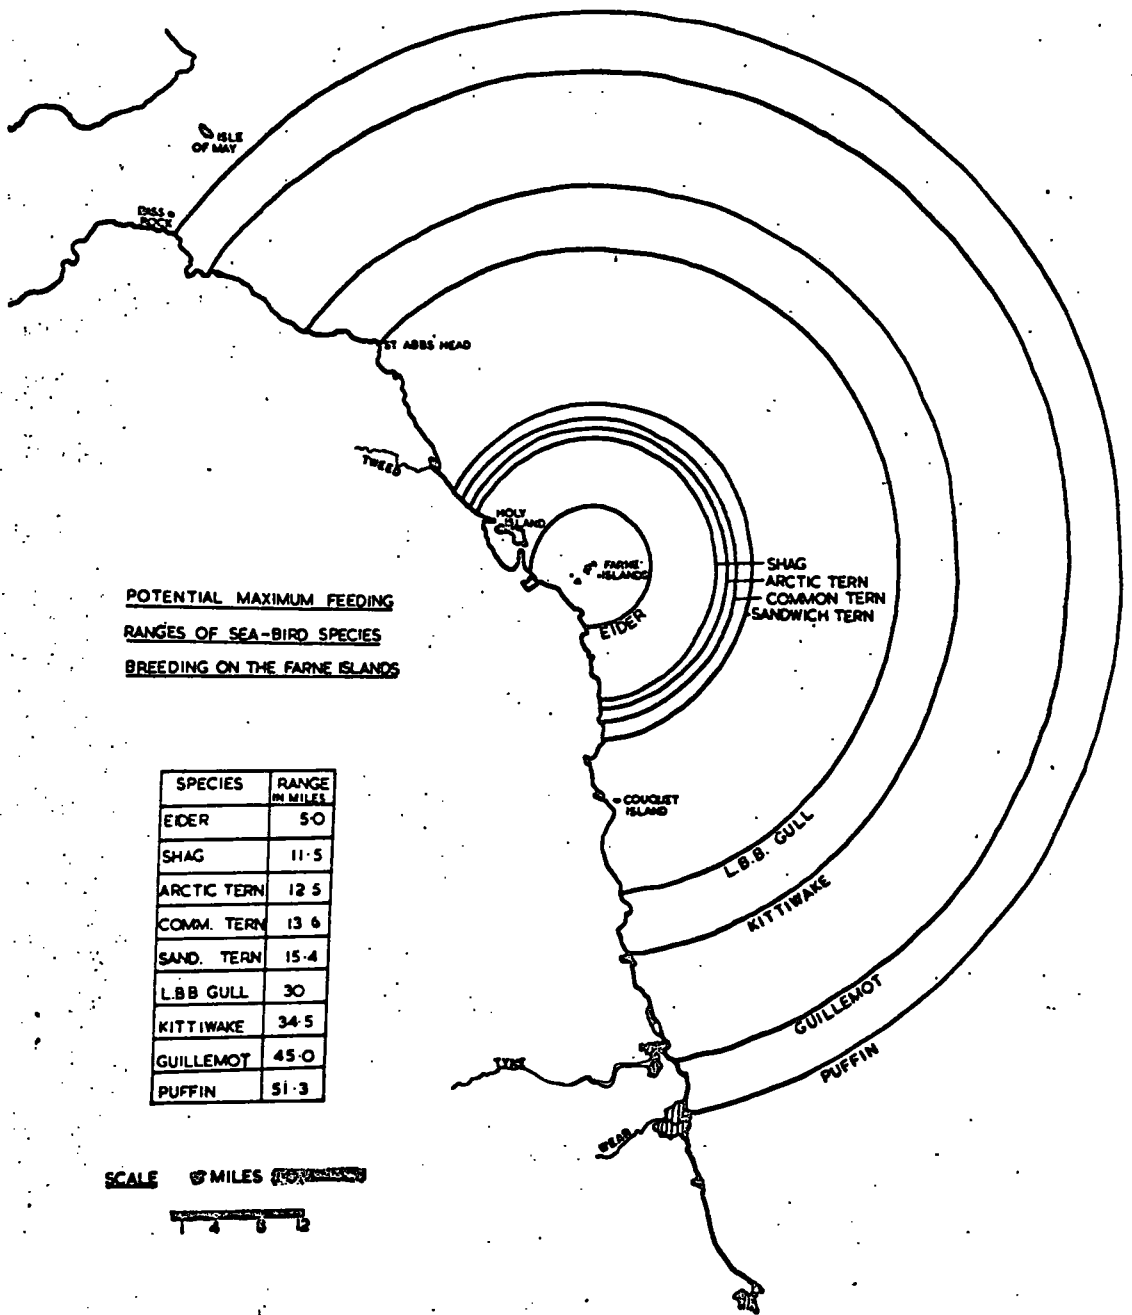 ISLE
OF MAY
BASS
ROCK
ST ABBS HEAD
TWEED
HOLY
ISLAND
FARNE
ISLANDS
EIDER
SHAG
ARCTIC TERN
COMMON TERN
SANDWICH TERN
POTENTIAL MAXIMUM FEEDING
RANGES OF SEA-BIRD SPECIES
BREEDING ON THE FARNE ISLANDS
COUQUET
ISLAND
L.B.B. GULL
KITTIWAKE
GUILLEMOT
PUFFIN
TYNE
WEAR
SPECIES RANGE
IN MILES
EIDER 5·0
SHAG 11·5
ARCTIC TERN 12 5
COMM. TERN 13 6
SAND. TERN 15·4
L.B.B GULL 30
KITTIWAKE 34·5
GUILLEMOT 45·0
PUFFIN 51·3
SCALE MILES
1 4 8 12